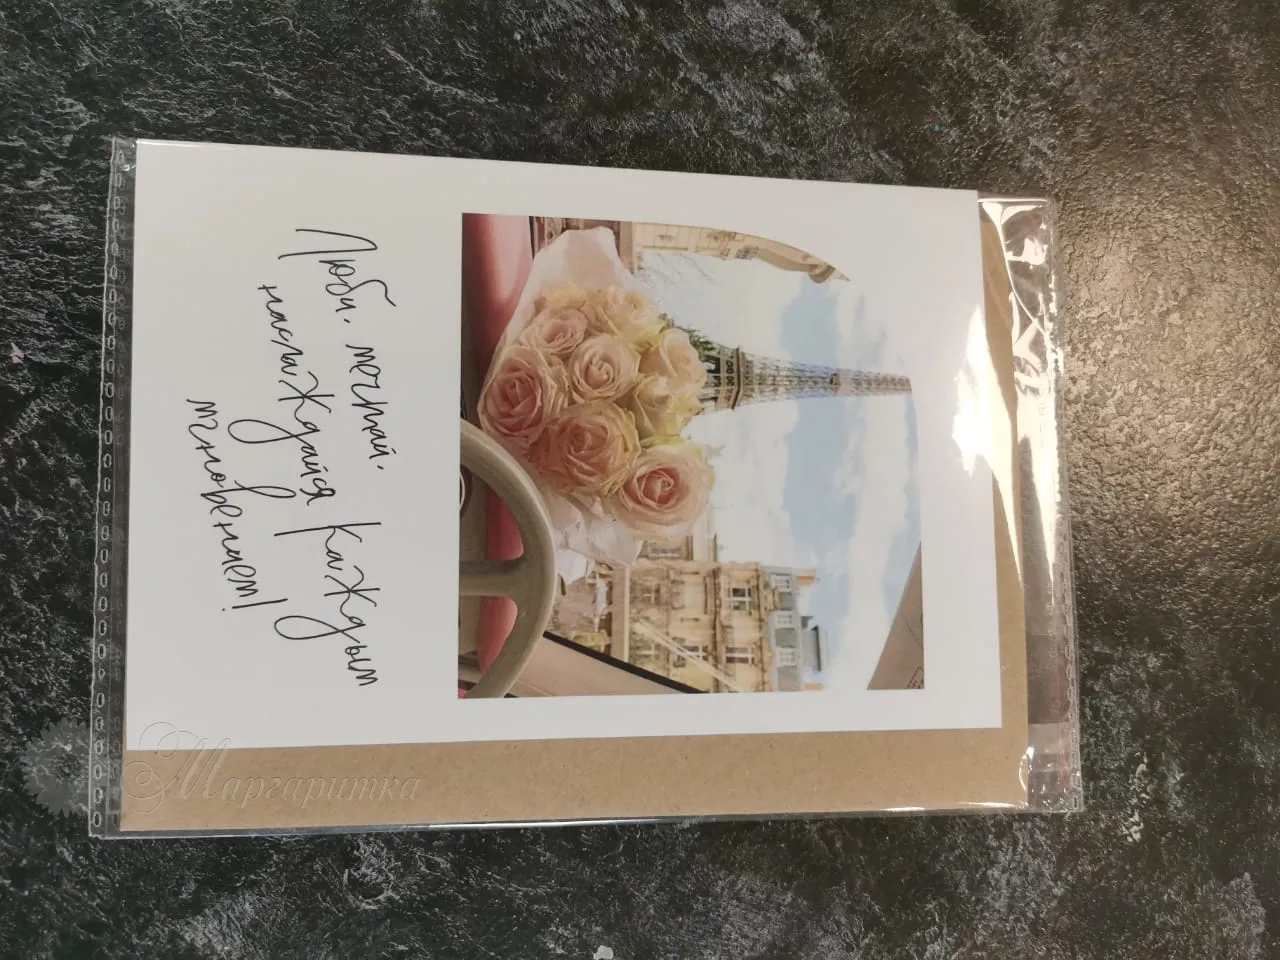 Люби, мечтай,
наслаждайся каждым
мгновением!
Маргаритка